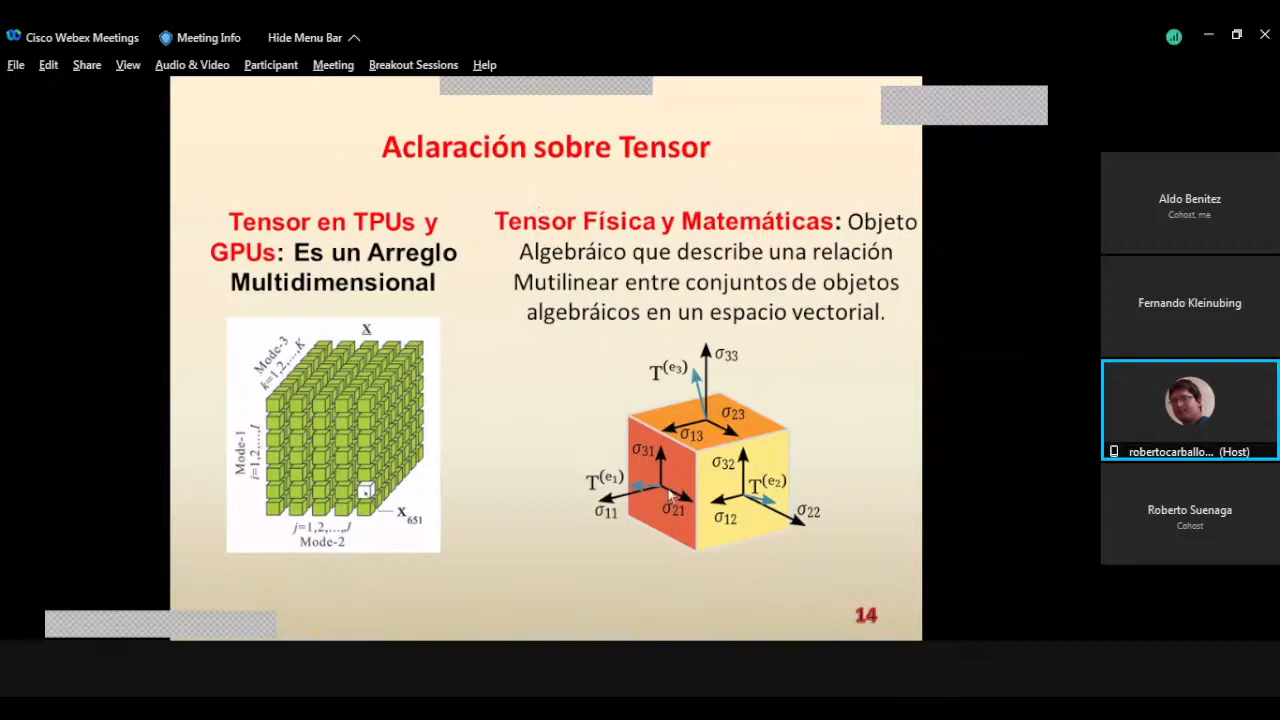 Cisco Webex Meetings Meeting Info Hide Menu Bar
File Edit Share View Audio & Video Participant Meeting Breakout Sessions Help
Aclaración sobre Tensor
Tensor en TPUs y
GPUs: Es un Arreglo
Multidimensional
X
Mode-3
k=1,2,...,K
Mode-1
i=1,2,...,I
X651
j=1,2,...,J
Mode-2
Tensor Física y Matemáticas: Objeto
Algebráico que describe una relación
Mutilinear entre conjuntos de objetos
algebráicos en un espacio vectorial.
σ33
T(e3)
σ23
σ13
σ31
σ32
T(e1)
T(e2)
σ11
σ21
σ12
σ22
14
Aldo Benitez
Cohost, me
Fernando Kleinubing
robertocarballo... (Host)
Roberto Suenaga
Cohost